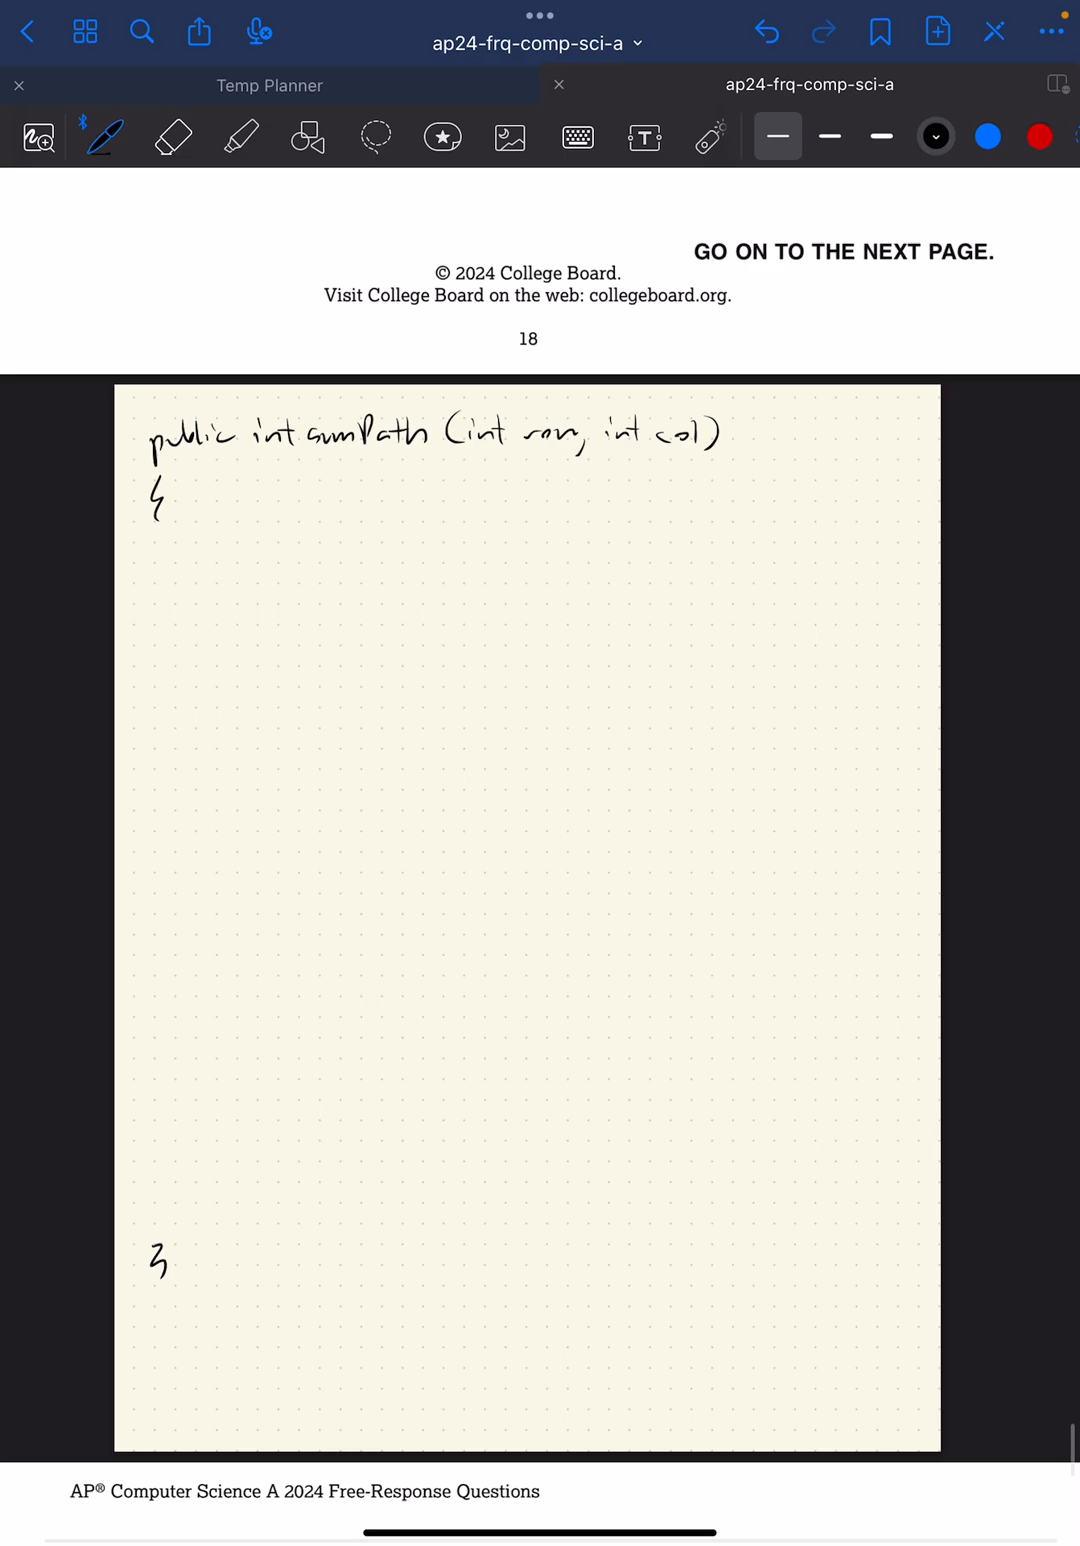 ap24-frq-comp-sci-a
Temp Planner
ap24-frq-comp-sci-a
T
GO ON TO THE NEXT PAGE.
© 2024 College Board.
Visit College Board on the web: collegeboard.org.
18
public int sumPath (int row, int col)
{
}
AP® Computer Science A 2024 Free-Response Questions